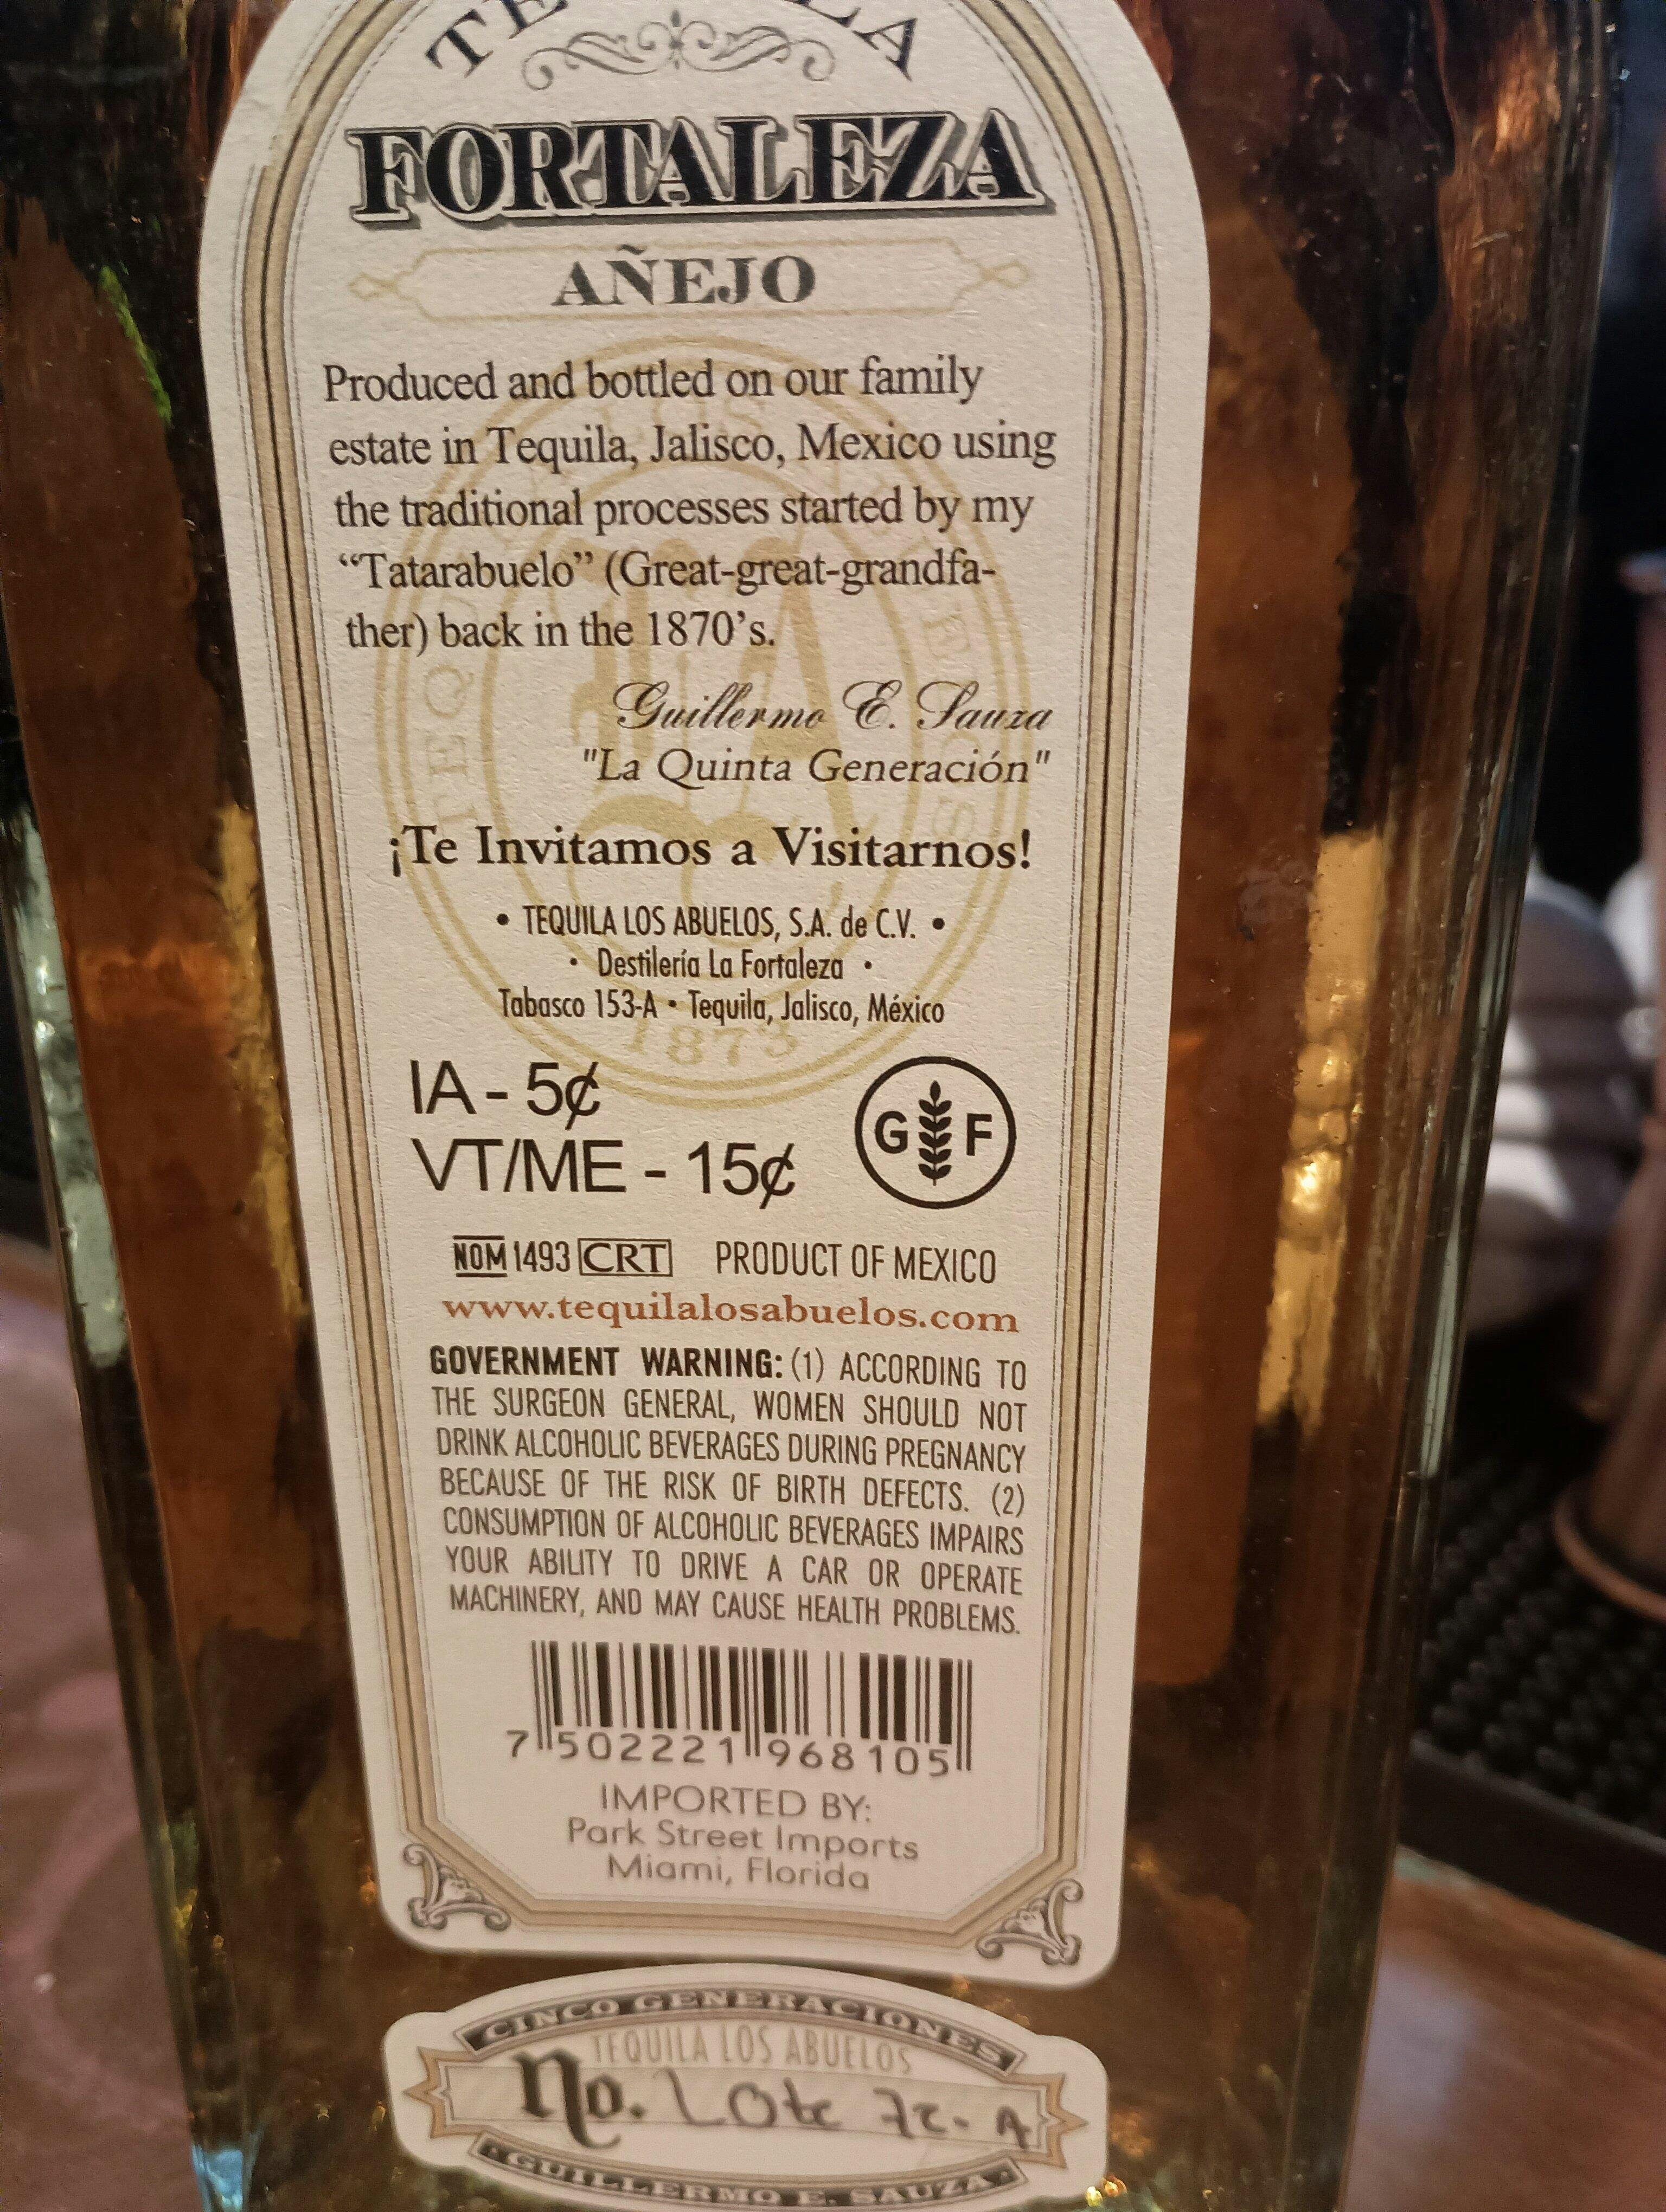 FORTALEZA
AÑEJO
Produced and bottled on our family
estate in Tequila, Jalisco, Mexico using
the traditional processes started by my
“Tatarabuelo” (Great-great-grandfa-
ther) back in the 1870’s.
Guillermo E. Sauza
"La Quinta Generación"
¡Te Invitamos a Visitarnos!
• TEQUILA LOS ABUELOS, S.A. de C.V. •
• Destilería La Fortaleza •
Tabasco 153-A • Tequila, Jalisco, México
1873
IA - 5¢
VT/ME - 15¢
G F
NOM 1493 CRT PRODUCT OF MEXICO
www.tequilalosabuelos.com
GOVERNMENT WARNING: (1) ACCORDING TO
THE SURGEON GENERAL, WOMEN SHOULD NOT
DRINK ALCOHOLIC BEVERAGES DURING PREGNANCY
BECAUSE OF THE RISK OF BIRTH DEFECTS. (2)
CONSUMPTION OF ALCOHOLIC BEVERAGES IMPAIRS
YOUR ABILITY TO DRIVE A CAR OR OPERATE
MACHINERY, AND MAY CAUSE HEALTH PROBLEMS.
7 502221 968105
IMPORTED BY:
Park Street Imports
Miami, Florida
CINCO GENERACIONES
TEQUILA LOS ABUELOS
No. Lote 72-A
GUILLERMO E. SAUZA